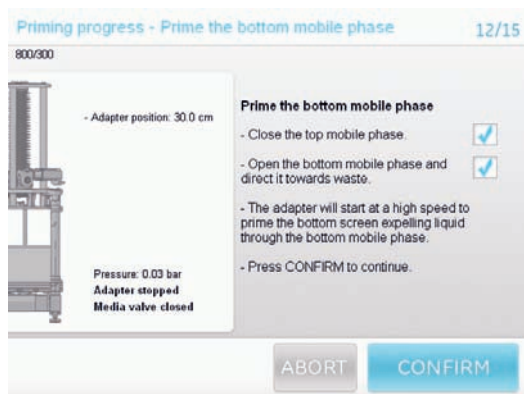 Priming progress - Prime the bottom mobile phase 12/15
800/300
- Adapter position: 30.0 cm
Pressure: 0.03 bar
Adapter stopped
Media valve closed
Prime the bottom mobile phase
- Close the top mobile phase.
- Open the bottom mobile phase and
direct it towards waste.
- The adapter will start at a high speed to
prime the bottom screen expelling liquid
through the bottom mobile phase.
- Press CONFIRM to continue.
ABORT
CONFIRM